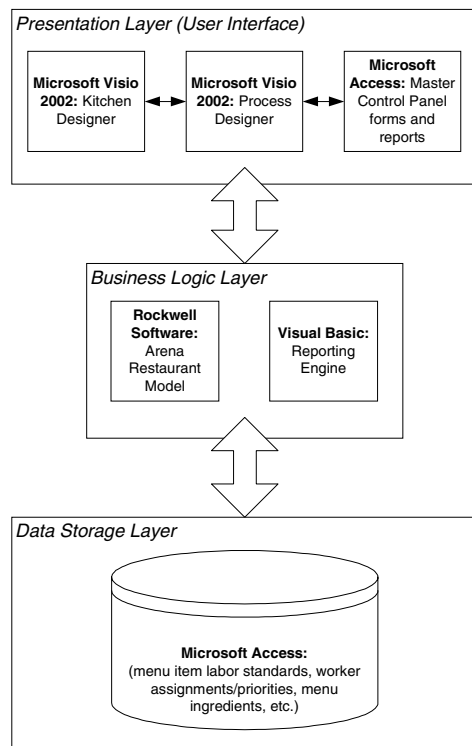 Presentation Layer (User Interface)
Microsoft Visio
2002: Kitchen
Designer
Microsoft Visio
2002: Process
Designer
Microsoft
Access: Master
Control Panel
forms and
reports
Business Logic Layer
Rockwell
Software:
Arena
Restaurant
Model
Visual Basic:
Reporting
Engine
Data Storage Layer
Microsoft Access:
(menu item labor standards, worker
assignments/priorities, menu
ingredients, etc.)